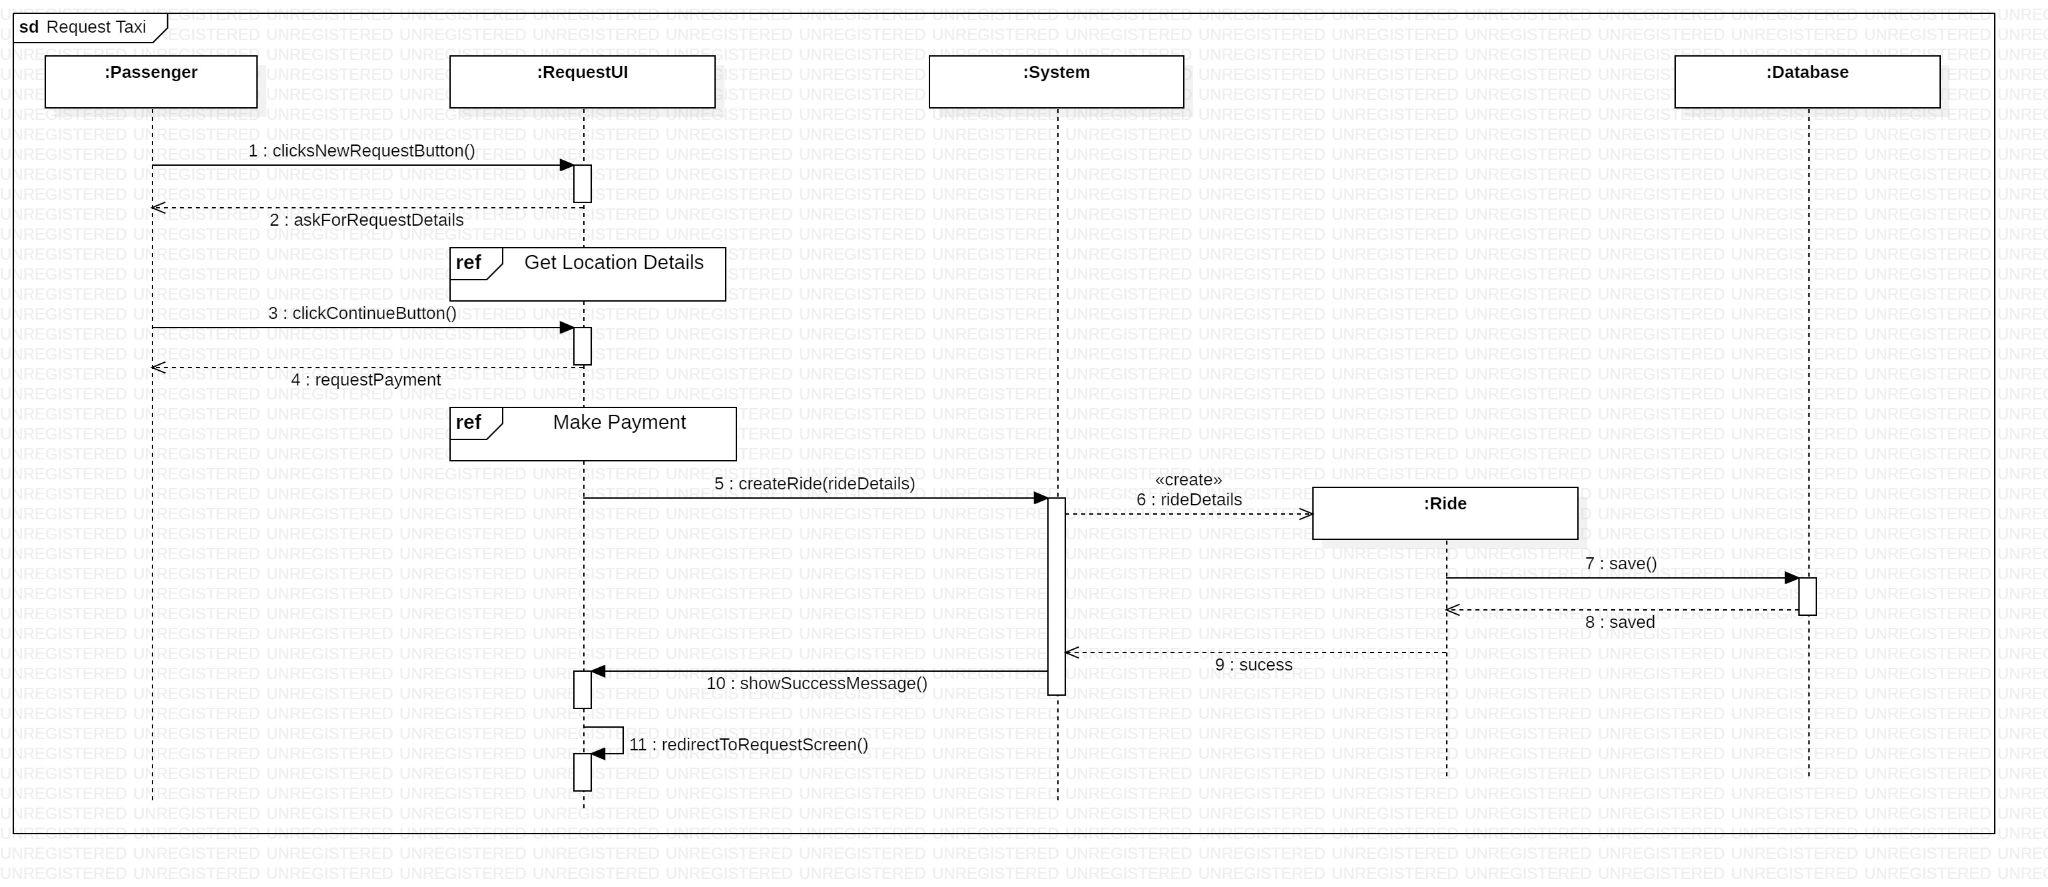 sd Request Taxi
:Passenger
:RequestUI
:System
:Database
1 : clicksNewRequestButton()
2 : askForRequestDetails
ref Get Location Details
3 : clickContinueButton()
4 : requestPayment
ref Make Payment
5 : createRide(rideDetails)
«create»
6 : rideDetails
:Ride
7 : save()
8 : saved
9 : sucess
10 : showSuccessMessage()
11 : redirectToRequestScreen()
UNREGISTERED